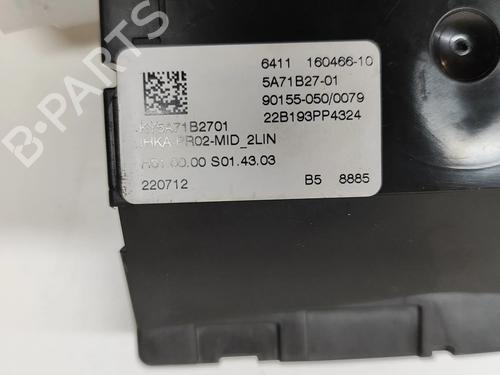 6411 160466-10
5A71B27-01
90155-050/0079
22B193PP4324
KY5A71B2701
IHKA PR02-MID_2LIN
H01.00.00 S01.43.03
220712 B5 8885
B-Parts